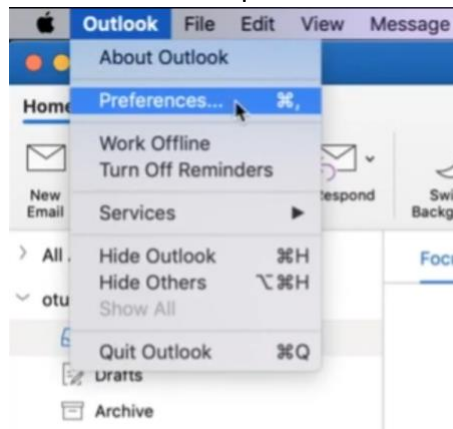 Outlook File Edit View Message
About Outlook
Preferences... ⌘,
Home
Work Offline
Turn Off Reminders
New
Email
Services
Hide Outlook ⌘H
Hide Others ⌥⌘H
Show All
Quit Outlook ⌘Q
Drafts
Archive
All